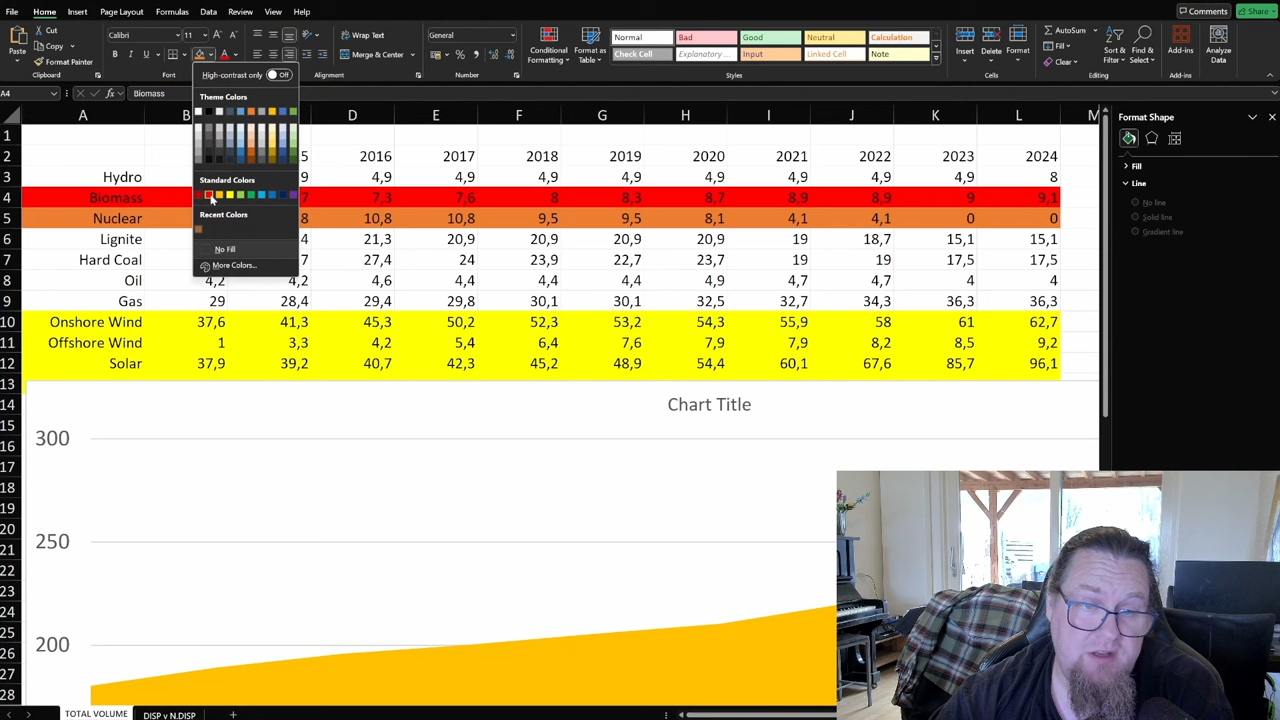 File Home Insert Page Layout Formulas Data Review View Help Comments Share
Paste Cut Copy Format Painter Clipboard
Calibri 11 A A B U A Font
Wrap Text Merge & Center Alignment
General % Number
Conditional Formatting Format as Table
Normal Bad Good Neutral Calculation
Check Cell Explanatory ... Input Linked Cell Note
Styles
Insert Delete Format Cells
AutoSum Fill Clear Sort & Filter Find & Select Editing
Add-ins Add-ins Analyze Data
A4 fx Biomass
High-contrast only Off
Theme Colors
Standard Colors
Recent Colors
No Fill
More Colors...
A B D E F G H I J K L M
1
2 5 2016 2017 2018 2019 2020 2021 2022 2023 2024
3 Hydro 9 4,9 4,9 4,9 4,9 4,9 4,9 4,9 4,9 8
4 Biomass 7 7,3 7,6 8 8,3 8,7 8,9 8,9 9 9,1
5 Nuclear 8 10,8 10,8 9,5 9,5 8,1 4,1 4,1 0 0
6 Lignite 4 21,3 20,9 20,9 20,9 20,9 19 18,7 15,1 15,1
7 Hard Coal 7 27,4 24 23,9 22,7 23,7 19 19 17,5 17,5
8 Oil 4,2 4,2 4,6 4,4 4,4 4,9 4,7 4,7 4 4
9 Gas 29 28,4 29,4 29,8 30,1 30,1 32,5 32,7 34,3 36,3 36,3
10 Onshore Wind 37,6 41,3 45,3 50,2 52,3 53,2 54,3 55,9 58 61 62,7
11 Offshore Wind 1 3,3 4,2 5,4 6,4 7,6 7,9 7,9 8,2 8,5 9,2
12 Solar 37,9 39,2 40,7 42,3 45,2 48,9 54,4 60,1 67,6 85,7 96,1
13
14 Chart Title
15
16 300
17
18
19
20
21 250
22
23
24
25
26 200
27
28
TOTAL VOLUME DISP v N.DISP +
Format Shape
Fill
Line
No line
Solid line
Gradient line